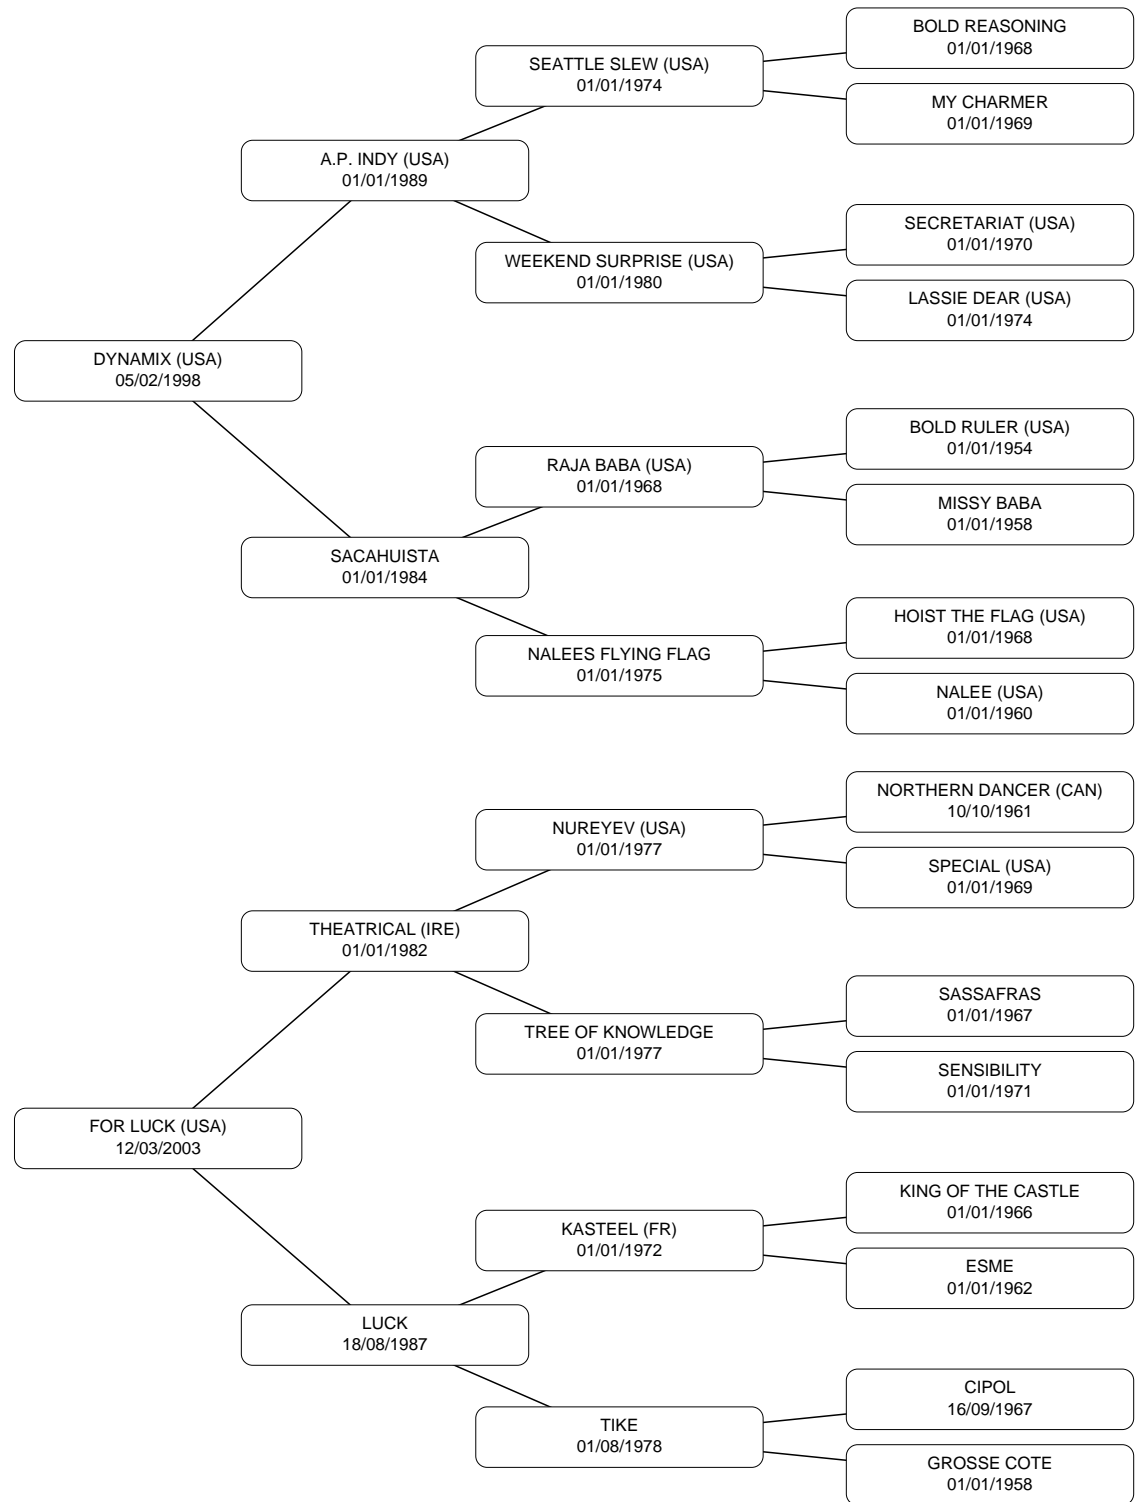 BOLD REASONING
01/01/1968
SEATTLE SLEW (USA)
01/01/1974
MY CHARMER
01/01/1969
A.P. INDY (USA)
01/01/1989
SECRETARIAT (USA)
01/01/1970
WEEKEND SURPRISE (USA)
01/01/1980
LASSIE DEAR (USA)
01/01/1974
DYNAMIX (USA)
05/02/1998
BOLD RULER (USA)
01/01/1954
RAJA BABA (USA)
01/01/1968
MISSY BABA
01/01/1958
SACAHUISTA
01/01/1984
HOIST THE FLAG (USA)
01/01/1968
NALEES FLYING FLAG
01/01/1975
NALEE (USA)
01/01/1960
NORTHERN DANCER (CAN)
10/10/1961
NUREYEV (USA)
01/01/1977
SPECIAL (USA)
01/01/1969
THEATRICAL (IRE)
01/01/1982
SASSAFRAS
01/01/1967
TREE OF KNOWLEDGE
01/01/1977
SENSIBILITY
01/01/1971
FOR LUCK (USA)
12/03/2003
KING OF THE CASTLE
01/01/1966
KASTEEL (FR)
01/01/1972
ESME
01/01/1962
LUCK
18/08/1987
CIPOL
16/09/1967
TIKE
01/08/1978
GROSSE COTE
01/01/1958